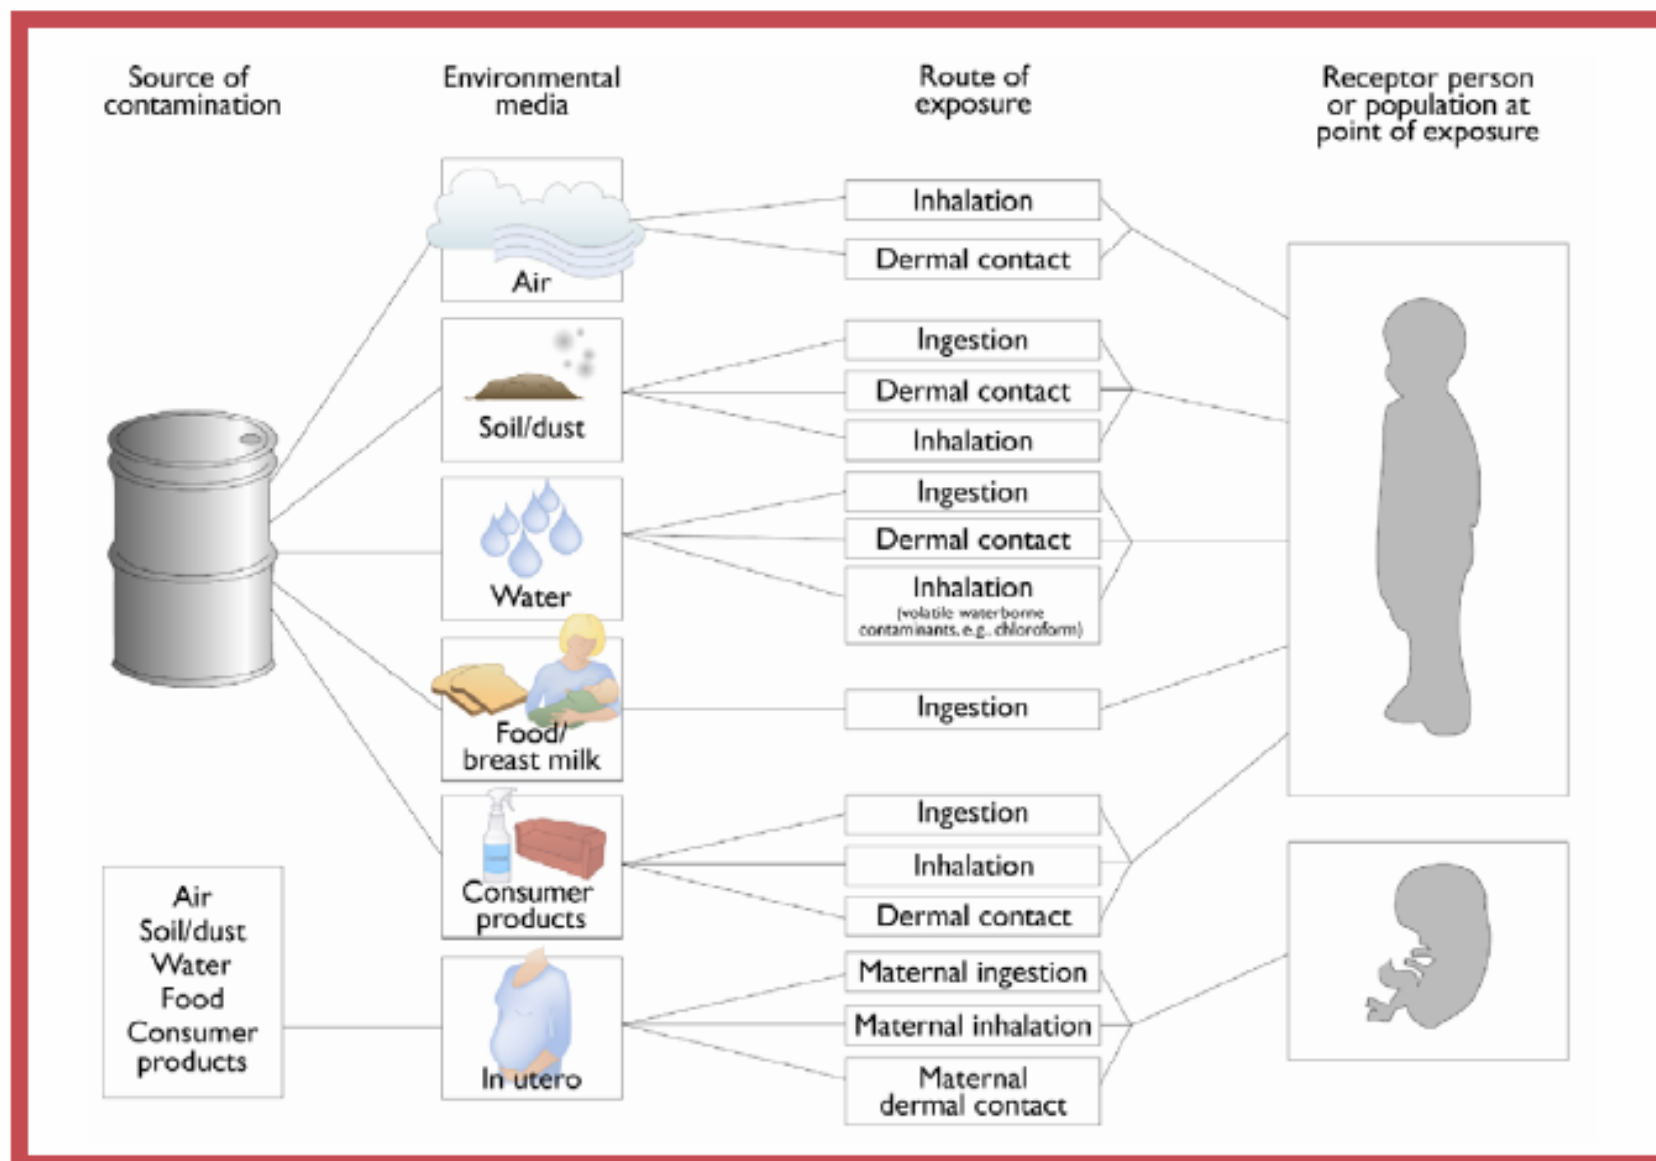 Source of
contamination
Environmental
media
Route of
exposure
Receptor person
or population at
point of exposure
Air
Inhalation
Dermal contact
Soil/dust
Ingestion
Dermal contact
Inhalation
Water
Ingestion
Dermal contact
Inhalation
(volatile waterborne
contaminants, e.g., chloroform)
Food/
breast milk
Ingestion
Consumer
products
Ingestion
Inhalation
Dermal contact
Air
Soil/dust
Water
Food
Consumer
products
In utero
Maternal ingestion
Maternal inhalation
Maternal
dermal contact